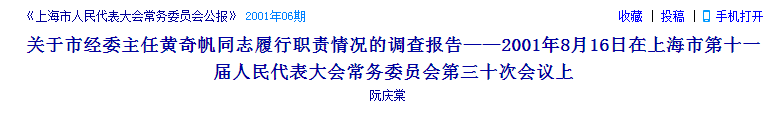 《上海市人民代表大会常务委员会公报》 2001年06期 收藏 | 投稿 | 手机打开
关于市经委主任黄奇帆同志履行职责情况的调查报告——2001年8月16日在上海市第十一
届人民代表大会常务委员会第三十次会议上
阮庆棠